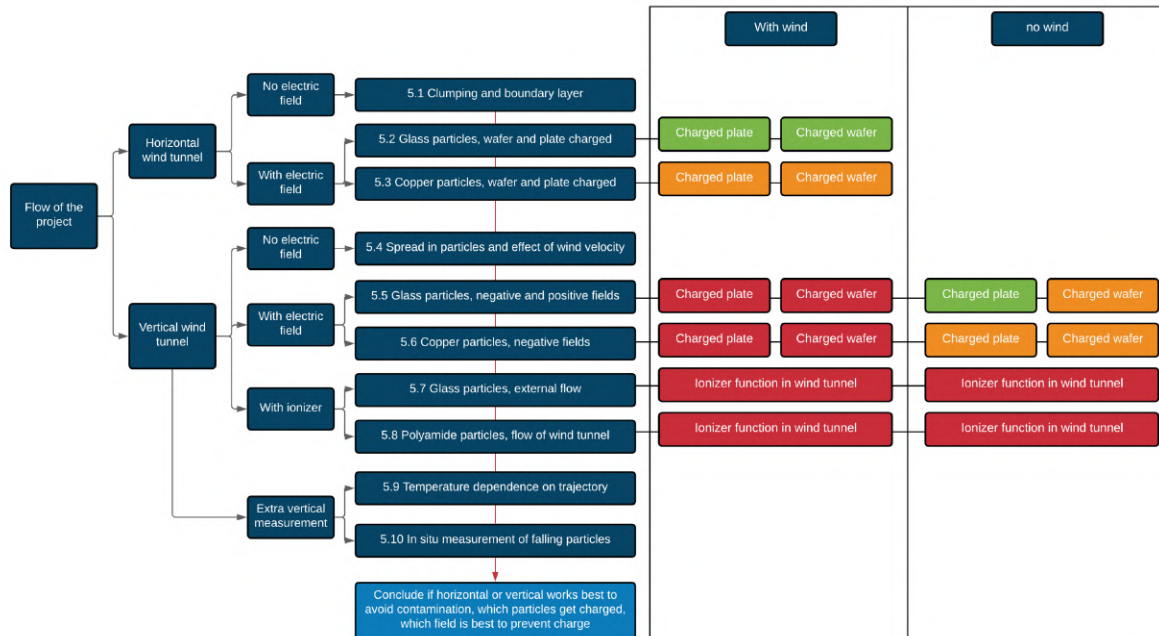 With wind
no wind
No electric
field
5.1 Clumping and boundary layer
Horizontal
wind tunnel
5.2 Glass particles, wafer and plate charged
Charged plate
Charged wafer
With electric
field
5.3 Copper particles, wafer and plate charged
Charged plate
Charged wafer
Flow of the
project
No electric
field
5.4 Spread in particles and effect of wind velocity
5.5 Glass particles, negative and positive fields
Charged plate
Charged wafer
Charged plate
Charged wafer
Vertical wind
tunnel
With electric
field
5.6 Copper particles, negative fields
Charged plate
Charged wafer
Charged plate
Charged wafer
With ionizer
5.7 Glass particles, external flow
Ionizer function in wind tunnel
Ionizer function in wind tunnel
5.8 Polyamide particles, flow of wind tunnel
Ionizer function in wind tunnel
Ionizer function in wind tunnel
Extra vertical
measurement
5.9 Temperature dependence on trajectory
5.10 In situ measurement of falling particles
Conclude if horizontal or vertical works best to
avoid contamination, which particles get charged,
which field is best to prevent charge